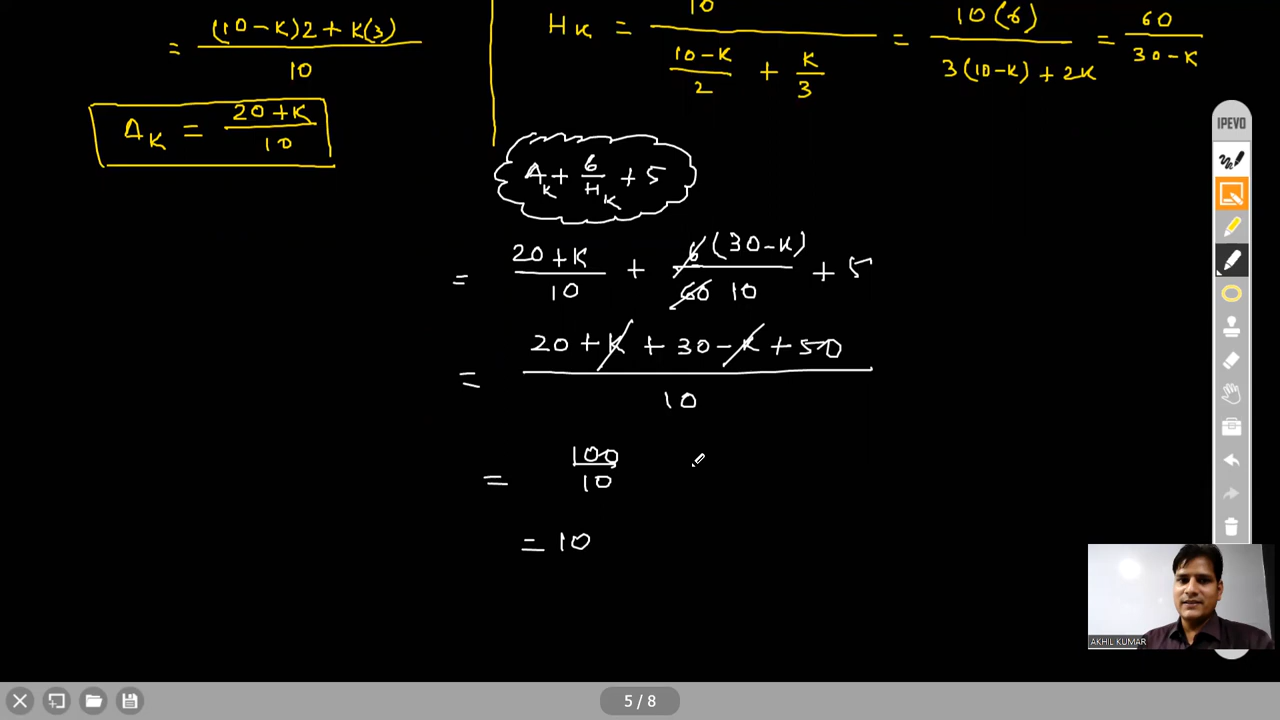 = (10-K)2 + K(3) / 10
A_K = 20+K / 10
H_K = 10 / (10-K / 2 + K / 3) = 10(6) / 3(10-K) + 2K = 60 / 30-K
A_K + 6 / H_K + 5
= 20+K / 10 + 6(30-K) / 60 10 + 5
= 20 + K + 30 - K + 50 / 10
= 100 / 10
= 10
IPEVO
AKHIL KUMAR
5 / 8